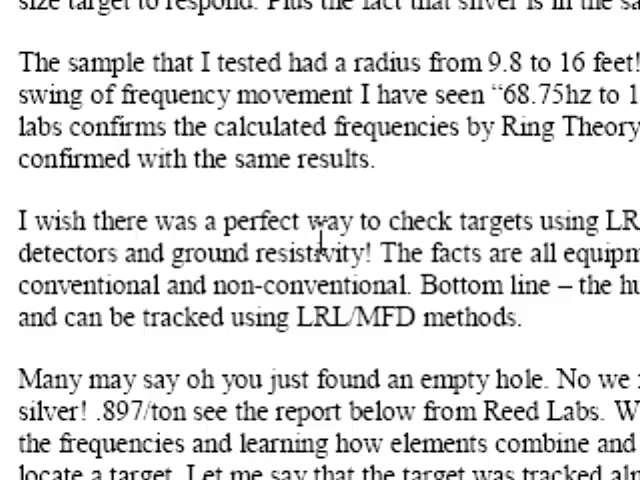 size target to respond. Plus the fact that silver is in the sa
The sample that I tested had a radius from 9.8 to 16 feet!
swing of frequency movement I have seen “68.75hz to 1
labs confirms the calculated frequencies by Ring Theory
confirmed with the same results.
I wish there was a perfect way to check targets using LR
detectors and ground resistivity! The facts are all equipm
conventional and non-conventional. Bottom line – the hu
and can be tracked using LRL/MFD methods.
Many may say oh you just found an empty hole. No we
silver! .897/ton see the report below from Reed Labs. W
the frequencies and learning how elements combine and
locate a target. Let me say that the target was tracked